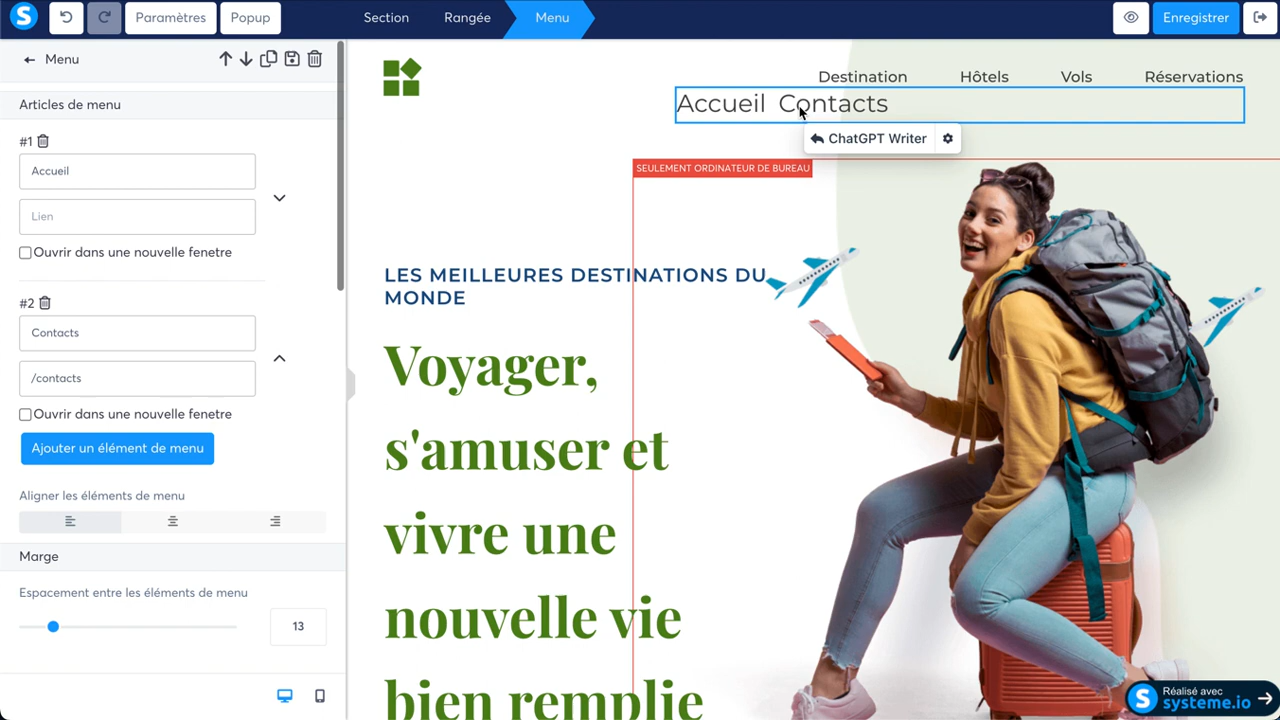 S
Paramètres
Popup
Section
Rangée
Menu
Enregistrer
Menu
Articles de menu
#1
Accueil
Lien
Ouvrir dans une nouvelle fenetre
#2
Contacts
/contacts
Ouvrir dans une nouvelle fenetre
Ajouter un élément de menu
Aligner les éléments de menu
Marge
Espacement entre les éléments de menu
13
Destination Hôtels Vols Réservations
Accueil Contacts
ChatGPT Writer
SEULEMENT ORDINATEUR DE BUREAU
LES MEILLEURES DESTINATIONS DU
MONDE
Voyager,
s'amuser et
vivre une
nouvelle vie
bien remplie
S
Réalisé avec
systeme.io